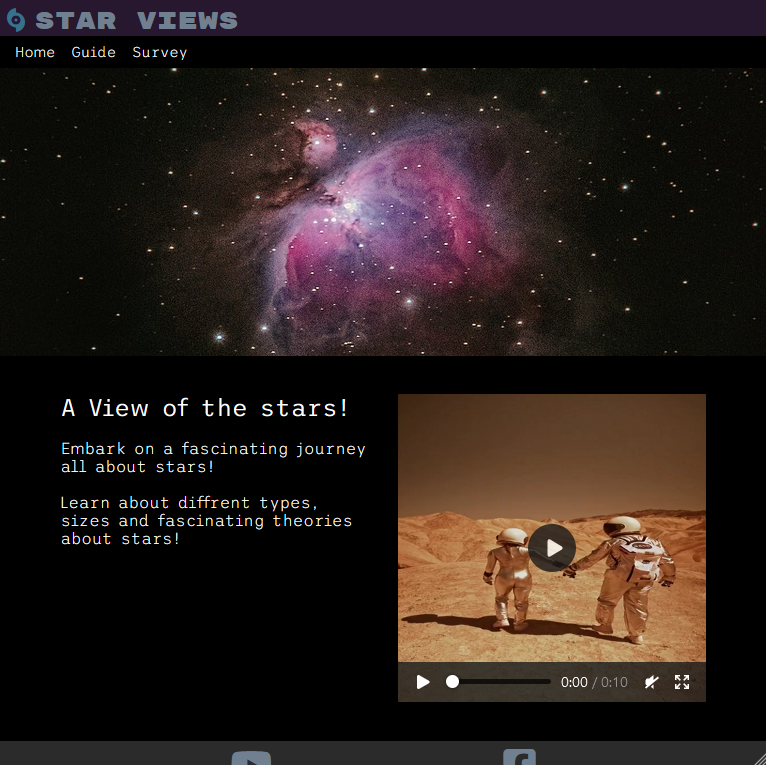 STAR VIEWS
Home Guide Survey
A View of the stars!
Embark on a fascinating journey
all about stars!
Learn about diffrent types,
sizes and fascinating theories
about stars!
0:00 / 0:10